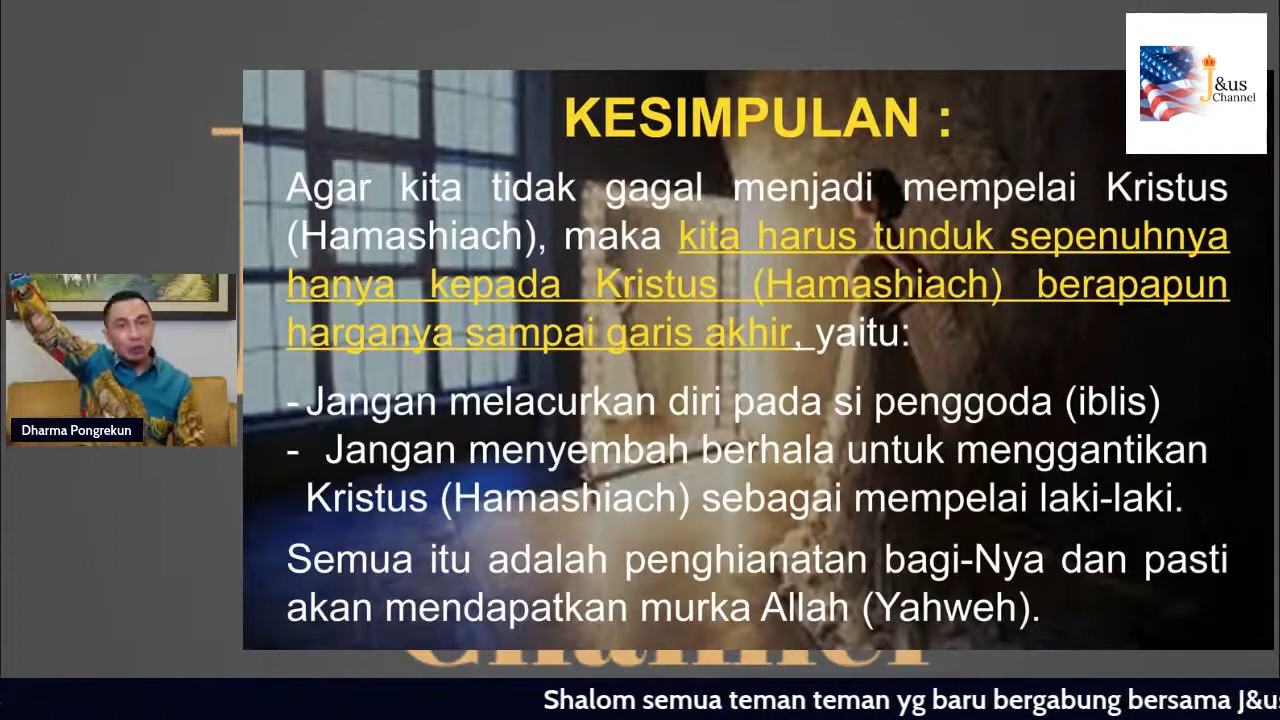 J&us
Channel
KESIMPULAN :
Agar kita tidak gagal menjadi mempelai Kristus
(Hamashiach), maka kita harus tunduk sepenuhnya
hanya kepada Kristus (Hamashiach) berapapun
harganya sampai garis akhir, yaitu:
- Jangan melacurkan diri pada si penggoda (iblis)
- Jangan menyembah berhala untuk menggantikan
Kristus (Hamashiach) sebagai mempelai laki-laki.
Semua itu adalah penghianatan bagi-Nya dan pasti
akan mendapatkan murka Allah (Yahweh).
Dharma Pongrekun
Shalom semua teman teman yg baru bergabung bersama J&us